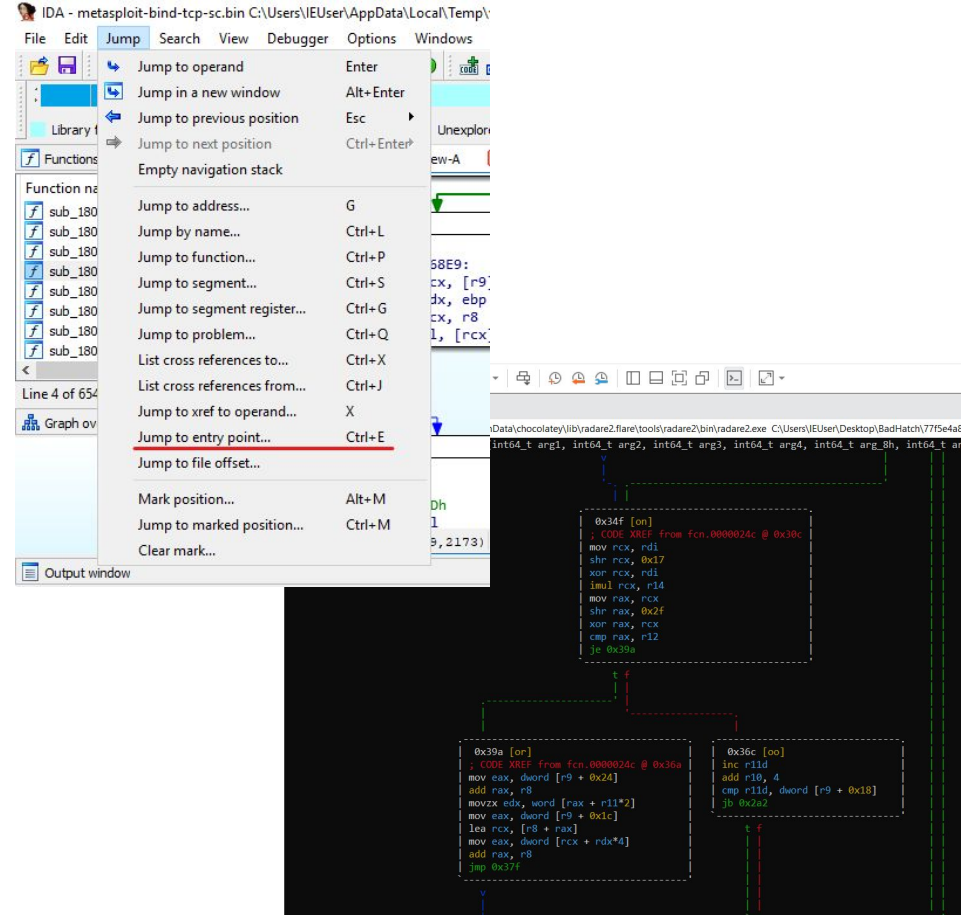 IDA - metasploit-bind-tcp-sc.bin C:\Users\IEUser\AppData\Local\Temp\
File Edit Jump Search View Debugger Options Windows
Jump to operand Enter
Jump in a new window Alt+Enter
Jump to previous position Esc
Jump to next position Ctrl+Enter
Empty navigation stack
Jump to address... G
Jump by name... Ctrl+L
Jump to function... Ctrl+P
Jump to segment... Ctrl+S
Jump to segment register... Ctrl+G
Jump to problem... Ctrl+Q
List cross references to... Ctrl+X
List cross references from... Ctrl+J
Jump to xref to operand... X
Jump to entry point... Ctrl+E
Jump to file offset...
Mark position... Alt+M
Jump to marked position... Ctrl+M
Clear mark...
Library f
Unexplor
Functions
ew-A
Function na
f sub_180
f sub_180
f sub_180
f sub_180
f sub_180
f sub_180
f sub_180
f sub_180
Line 4 of 654
Graph ov
Output window
68E9:
cx, [r9]
dx, ebp
cx, r8
l, [rcx]
Dh
l
9,2173)
nData\chocolatey\lib\radare2.flare\tools\radare2\bin\radare2.exe C:\Users\IEUser\Desktop\BadHatch\77f5e4a8
int64_t arg1, int64_t arg2, int64_t arg3, int64_t arg4, int64_t arg_8h, int64_t ar
v
0x34f [on]
; CODE XREF from fcn.0000024c @ 0x30c
mov rcx, rdi
shr rcx, 0x17
xor rcx, rdi
imul rcx, r14
mov rax, rcx
shr rax, 0x2f
xor rax, rcx
cmp rax, r12
je 0x39a
t f
0x39a [or]
; CODE XREF from fcn.0000024c @ 0x36a
mov eax, dword [r9 + 0x24]
add rax, r8
movzx edx, word [rax + r11*2]
mov eax, dword [r9 + 0x1c]
lea rcx, [r8 + rax]
mov eax, dword [rcx + rdx*4]
add rax, r8
jmp 0x37f
v
0x36c [oo]
inc r11d
add r10, 4
cmp r11d, dword [r9 + 0x18]
jb 0x2a2
t f